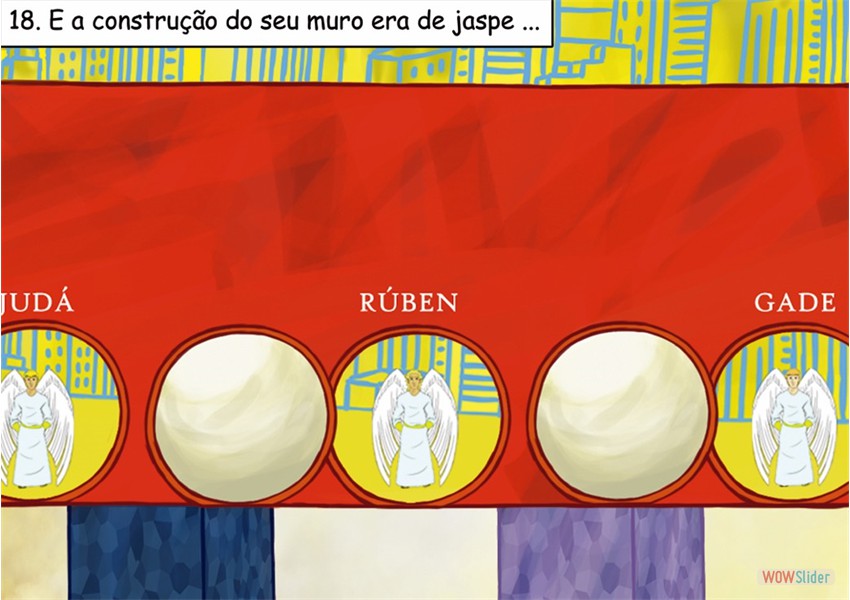 18. E a construção do seu muro era de jaspe ...
JUDÁ RÚBEN GADE
WOWSlider